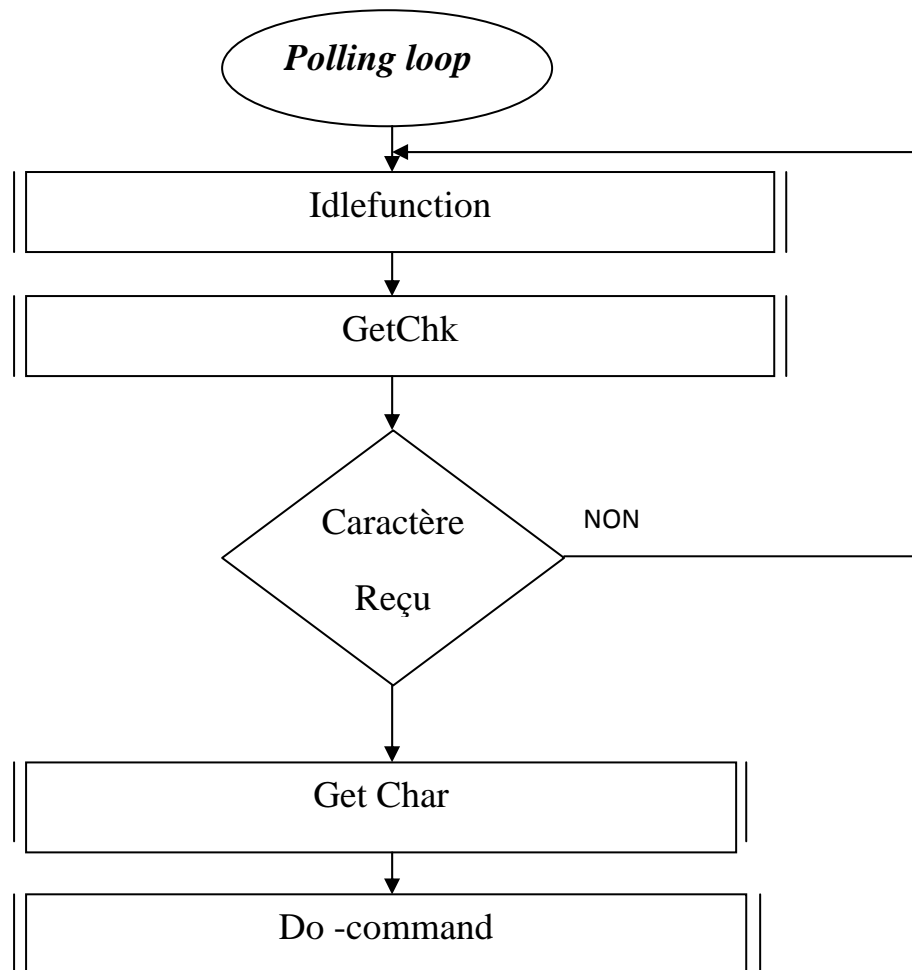 Polling loop
Idlefunction
GetChk
Caractère
NON
Reçu
Get Char
Do -command